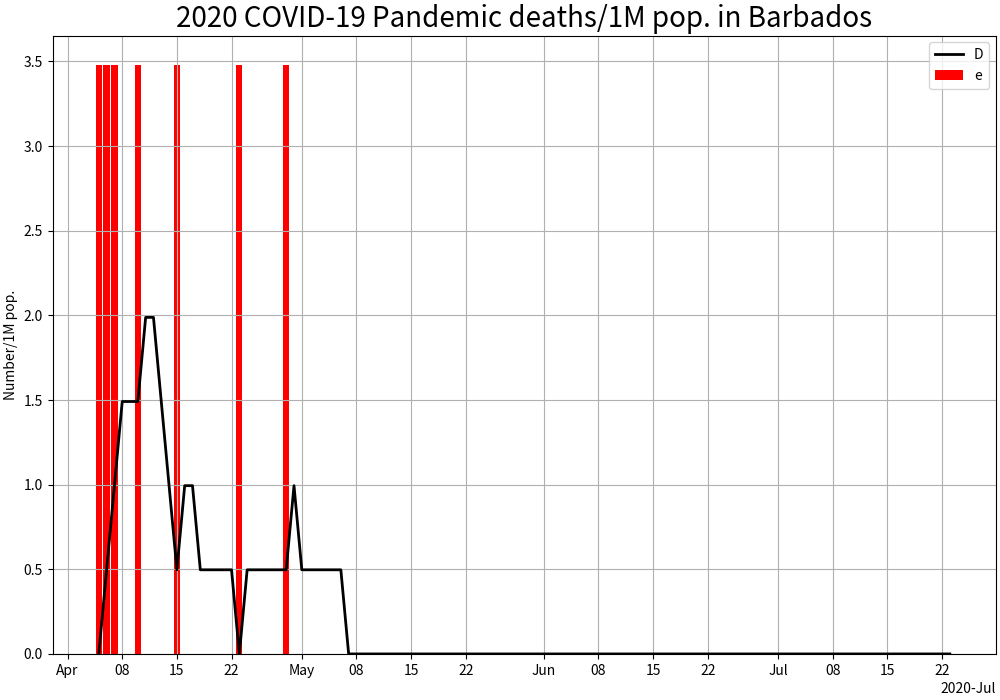 2020 COVID-19 Pandemic deaths/1M pop. in Barbados
D
e
Number/1M pop.
3.5
3.0
2.5
2.0
1.5
1.0
0.5
0.0
Apr 08 15 22 May 08 15 22 Jun 08 15 22 Jul 08 15 22
2020-Jul